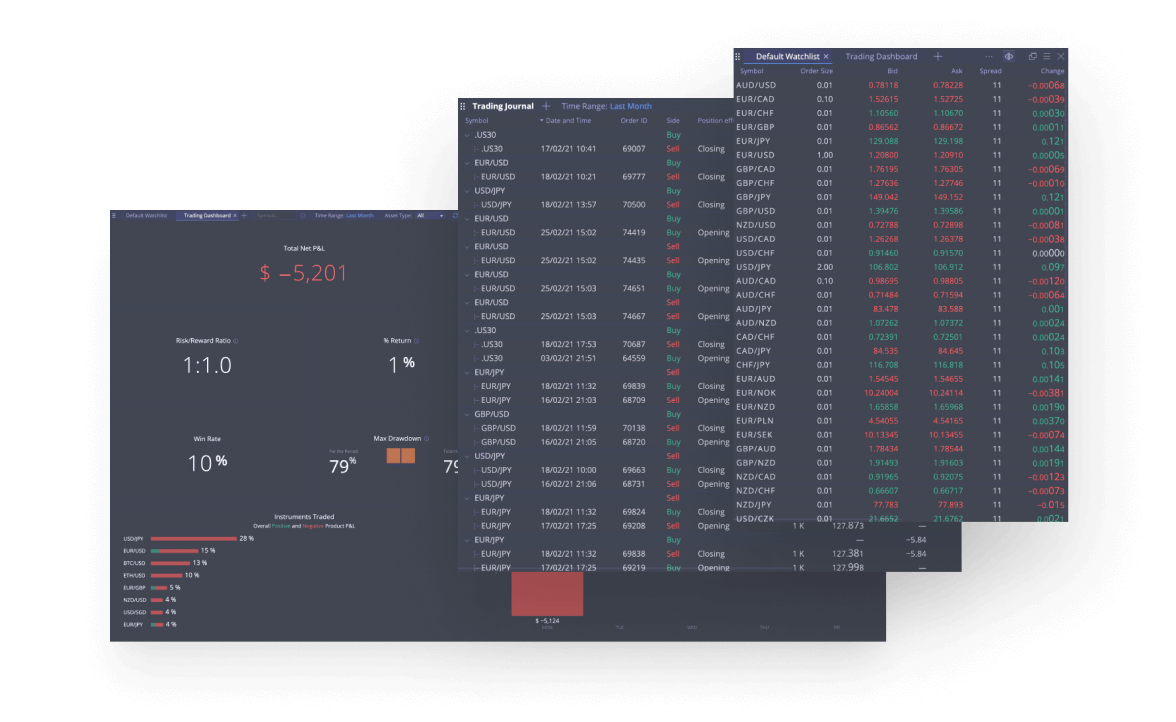 Default Watchlist Trading Dashboard × + Time Range: Last Month Asset Type: All
Total Net P&L
$ −5,201
Risk/Reward Ratio
1:1.0
% Return
1 %
Win Rate
10 %
Max Drawdown
For the Period
79%
79
Instruments Traded
Overall Positive and Negative Product P&L
USD/JPY 28 %
EUR/USD 15 %
BTC/USD 13 %
ETH/USD 10 %
EUR/GBP 5 %
NZD/USD 4 %
USD/SGD 4 %
EUR/JPY 4 %
$ −5,124
MON TUE WED THU FRI
Trading Journal + Time Range: Last Month
Symbol Date and Time Order ID Side Position eff
.US30 Buy
.US30 17/02/21 10:41 69007 Sell Closing
EUR/USD Buy
EUR/USD 18/02/21 10:21 69777 Sell Closing
USD/JPY Buy
USD/JPY 18/02/21 13:57 70500 Sell Closing
EUR/USD Buy
EUR/USD 25/02/21 15:02 74419 Buy Opening
EUR/USD Sell
EUR/USD 25/02/21 15:02 74435 Sell Opening
EUR/USD Buy
EUR/USD 25/02/21 15:03 74651 Buy Opening
EUR/USD Sell
EUR/USD 25/02/21 15:03 74667 Sell Opening
.US30 Buy
.US30 18/02/21 17:53 70687 Sell Closing
.US30 03/02/21 21:51 64559 Buy Opening
EUR/JPY Sell
EUR/JPY 18/02/21 11:32 69839 Buy Closing
EUR/JPY 16/02/21 21:03 68709 Sell Opening
GBP/USD Buy
GBP/USD 18/02/21 11:59 70138 Sell Closing
GBP/USD 16/02/21 21:05 68720 Buy Opening
USD/JPY Sell
USD/JPY 18/02/21 10:00 69663 Buy Closing
USD/JPY 16/02/21 21:06 68731 Sell Opening
EUR/JPY Sell
EUR/JPY 18/02/21 11:32 69824 Buy Closing
EUR/JPY 17/02/21 17:25 69208 Sell Opening 1 K 127.873 —
EUR/JPY Buy — −5.84
EUR/JPY 18/02/21 11:32 69838 Sell Closing 1 K 127.381 −5.84
EUR/JPY 17/02/21 17:25 69219 Buy Opening 1 K 127.998 —
Default Watchlist × Trading Dashboard +
Symbol Order Size Bid Ask Spread Change
AUD/USD 0.01 0.78118 0.78228 11 −0.00068
EUR/CAD 0.10 1.52615 1.52725 11 −0.00039
EUR/CHF 0.01 1.10560 1.10670 11 0.00030
EUR/GBP 0.01 0.86562 0.86672 11 0.00011
EUR/JPY 0.01 129.088 129.198 11 0.121
EUR/USD 1.00 1.20800 1.20910 11 0.00005
GBP/CAD 0.01 1.76195 1.76305 11 −0.00069
GBP/CHF 0.01 1.27636 1.27746 11 −0.00010
GBP/JPY 0.01 149.042 149.152 11 0.121
GBP/USD 0.01 1.39476 1.39586 11 0.00001
NZD/USD 0.01 0.72788 0.72898 11 −0.00081
USD/CAD 0.01 1.26268 1.26378 11 −0.00038
USD/CHF 0.01 0.91460 0.91570 11 0.00000
USD/JPY 2.00 106.802 106.912 11 0.097
AUD/CAD 0.10 0.98695 0.98805 11 −0.00120
AUD/CHF 0.01 0.71484 0.71594 11 −0.00064
AUD/JPY 0.01 83.478 83.588 11 0.001
AUD/NZD 0.01 1.07262 1.07372 11 0.00024
CAD/CHF 0.01 0.72391 0.72501 11 0.00024
CAD/JPY 0.01 84.535 84.645 11 0.103
CHF/JPY 0.01 116.708 116.818 11 0.105
EUR/AUD 0.01 1.54545 1.54655 11 0.00141
EUR/NOK 0.01 10.24004 10.24114 11 −0.00381
EUR/NZD 0.01 1.65858 1.65968 11 0.00190
EUR/PLN 0.01 4.54055 4.54165 11 0.00370
EUR/SEK 0.01 10.13345 10.13455 11 −0.00074
GBP/AUD 0.01 1.78434 1.78544 11 0.00144
GBP/NZD 0.01 1.91493 1.91603 11 0.00191
NZD/CAD 0.01 0.91965 0.92075 11 −0.00123
NZD/CHF 0.01 0.66607 0.66717 11 −0.00073
NZD/JPY 0.01 77.783 77.893 11 −0.015
USD/CZK 0.01 21.6652 21.6762 11 0.0021